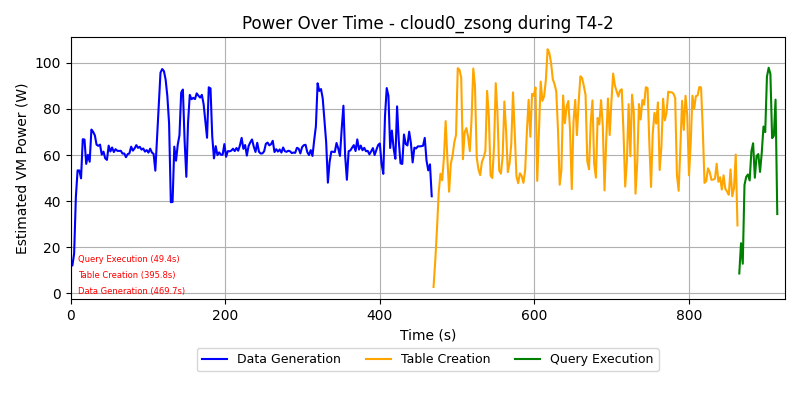 Power Over Time - cloud0_zsong during T4-2
Estimated VM Power (W)
100
80
60
40
20
0
Query Execution (49.4s)
Table Creation (395.8s)
Data Generation (469.7s)
0 200 400 600 800
Time (s)
Data Generation Table Creation Query Execution